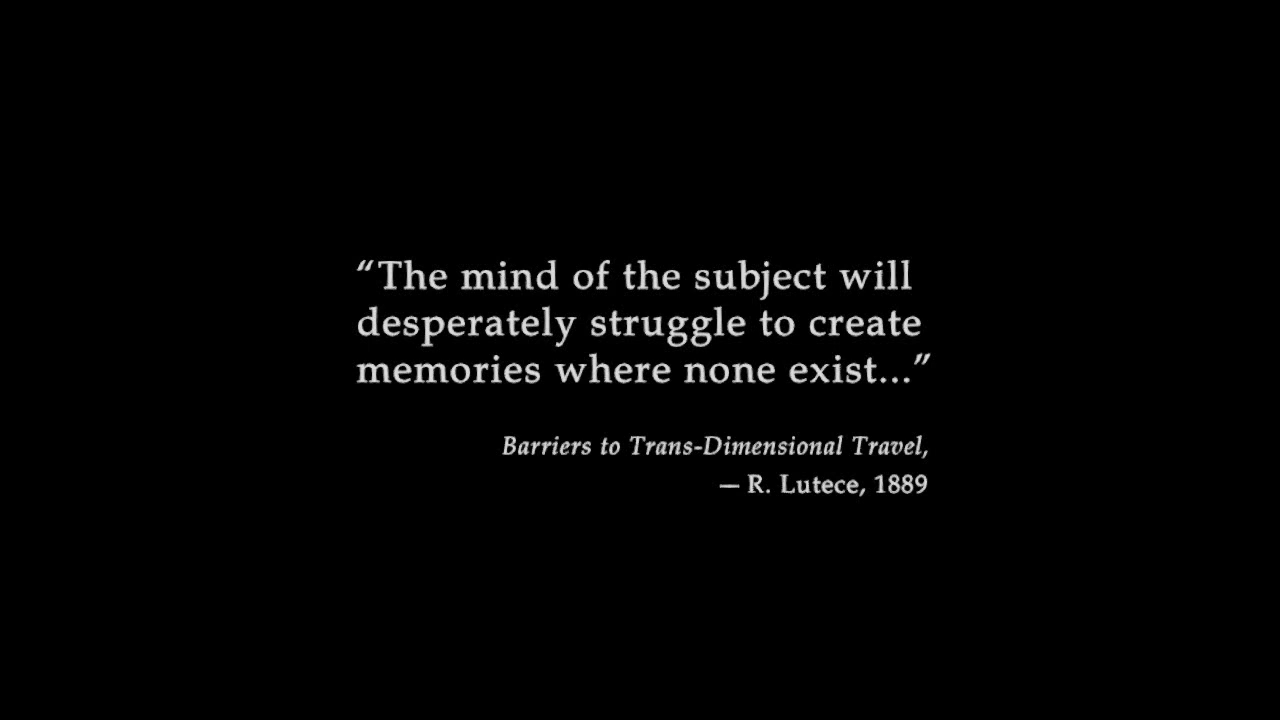 “The mind of the subject will
desperately struggle to create
memories where none exist...”
Barriers to Trans-Dimensional Travel,
— R. Lutece, 1889